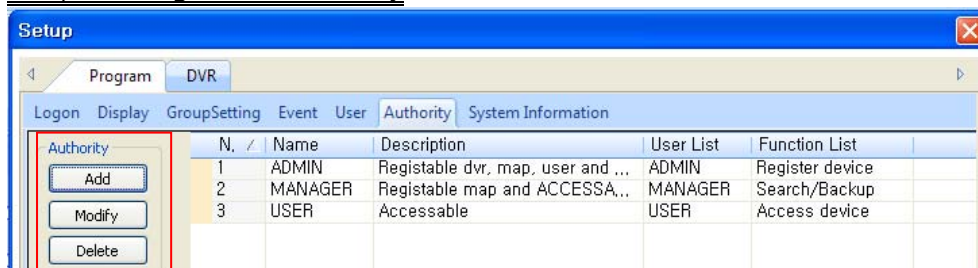 Setup
Program DVR
Logon Display GroupSetting Event User Authority System Information
Authority
Add
Modify
Delete
N, Name Description User List Function List
1 ADMIN Registable dvr, map, user and ,,, ADMIN Register device
2 MANAGER Registable map and ACCESSA,,, MANAGER Search/Backup
3 USER Accessable USER Access device